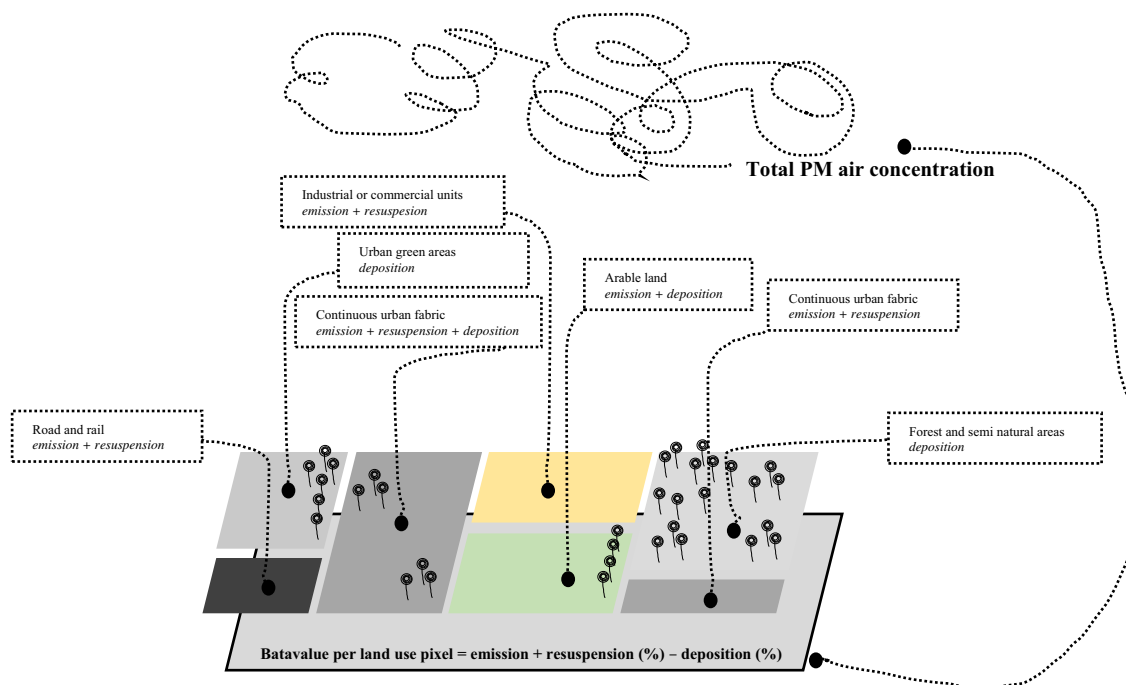 Total PM air concentration
Industrial or commercial units
emission + resuspesion
Urban green areas
deposition
Continuous urban fabric
emission + resuspension + deposition
Arable land
emission + deposition
Continuous urban fabric
emission + resuspension
Road and rail
emission + resuspension
Forest and semi natural areas
deposition
Batavalue per land use pixel = emission + resuspension (%) – deposition (%)